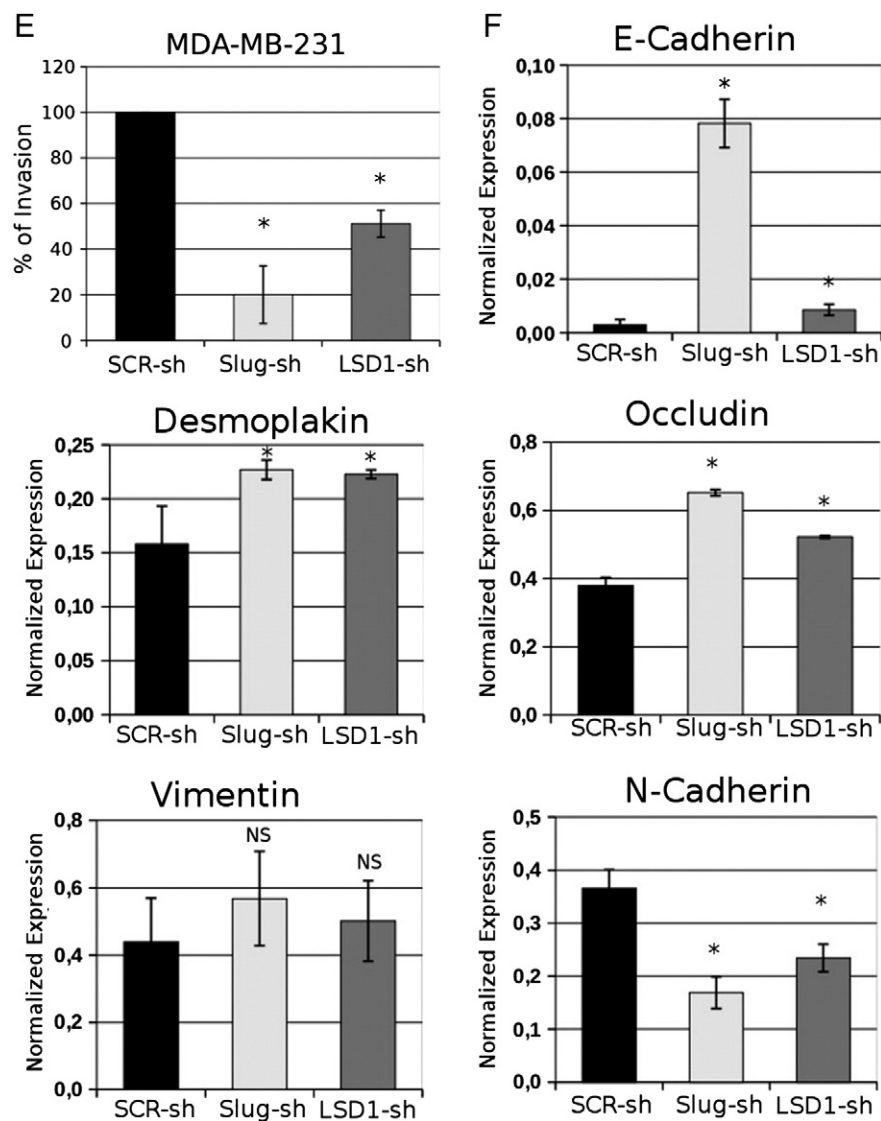 E
MDA-MB-231
% of Invasion
120
100
80
60
40
20
0
*
*
SCR-sh
Slug-sh
LSD1-sh
F
E-Cadherin
Normalized Expression
0,10
0,08
0,06
0,04
0,02
0,00
*
*
SCR-sh
Slug-sh
LSD1-sh
Desmoplakin
Normalized Expression
0,25
0,20
0,15
0,10
0,05
0,00
*
*
SCR-sh
Slug-sh
LSD1-sh
Occludin
Normalized Expression
0,8
0,6
0,4
0,2
0,0
*
*
SCR-sh
Slug-sh
LSD1-sh
Vimentin
Normalized Expression
0,8
0,6
0,4
0,2
0,0
NS
NS
SCR-sh
Slug-sh
LSD1-sh
N-Cadherin
Normalized Expression
0,5
0,4
0,3
0,2
0,1
0,0
*
*
SCR-sh
Slug-sh
LSD1-sh